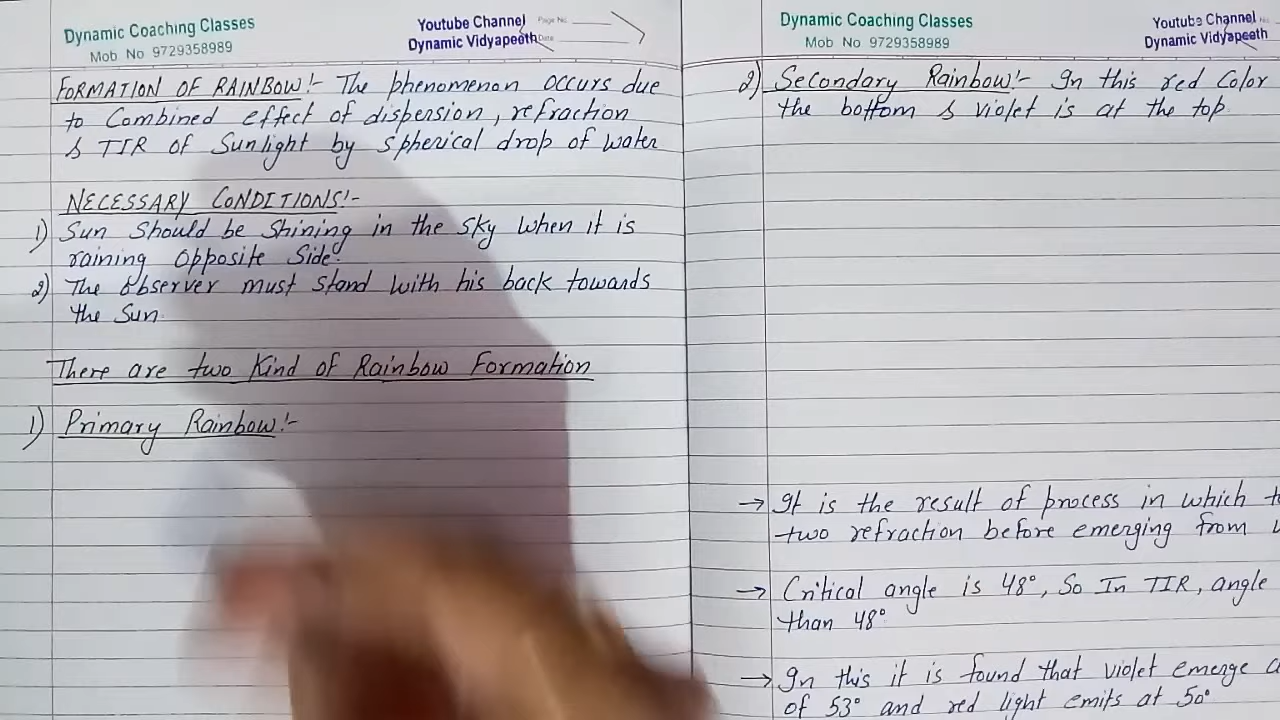 Dynamic Coaching Classes
Mob No 9729358989
Youtube Channel
Dynamic Vidyapeeth
Page No.
Date
FORMATION OF RAINBOW!- The phenomenon occurs due
to Combined effect of dispension, refraction
& TIR of Sunlight by Spherical drop of water
NECESSARY CONDITIONS!-
1) Sun Should be Shining in the sky when it is
raining Opposite Side.
2) The Observer must stand with his back towards
the Sun.
There are two Kind of Rainbow Formation
1) Primary Rainbow!-
Dynamic Coaching Classes
Mob No 9729358989
Youtube Channel
Dynamic Vidyapeeth
2) Secondary Rainbow!- In this red Color
the bottom & violet is at the top.
→ It is the result of process in which
two refraction before emerging from
→ Critical angle is 48°, So In TIR, angle
than 48°
→ In this it is found that violet emerge
of 53° and red light emits at 50°